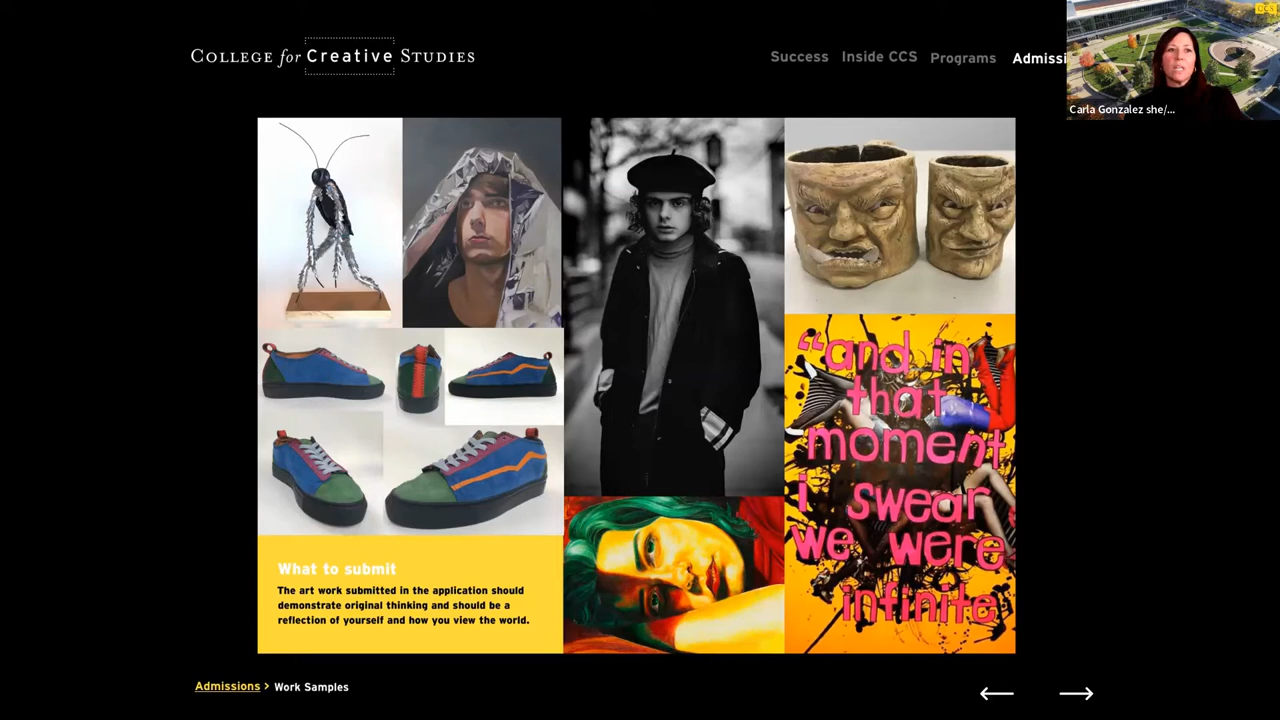 COLLEGE for Creative STUDIES
Success Inside CCS Programs Admissi
CCS
Carla Gonzalez she/...
"and in
that
moment
i swear
we were
infinite
What to submit
The art work submitted in the application should
demonstrate original thinking and should be a
reflection of yourself and how you view the world.
Admissions > Work Samples